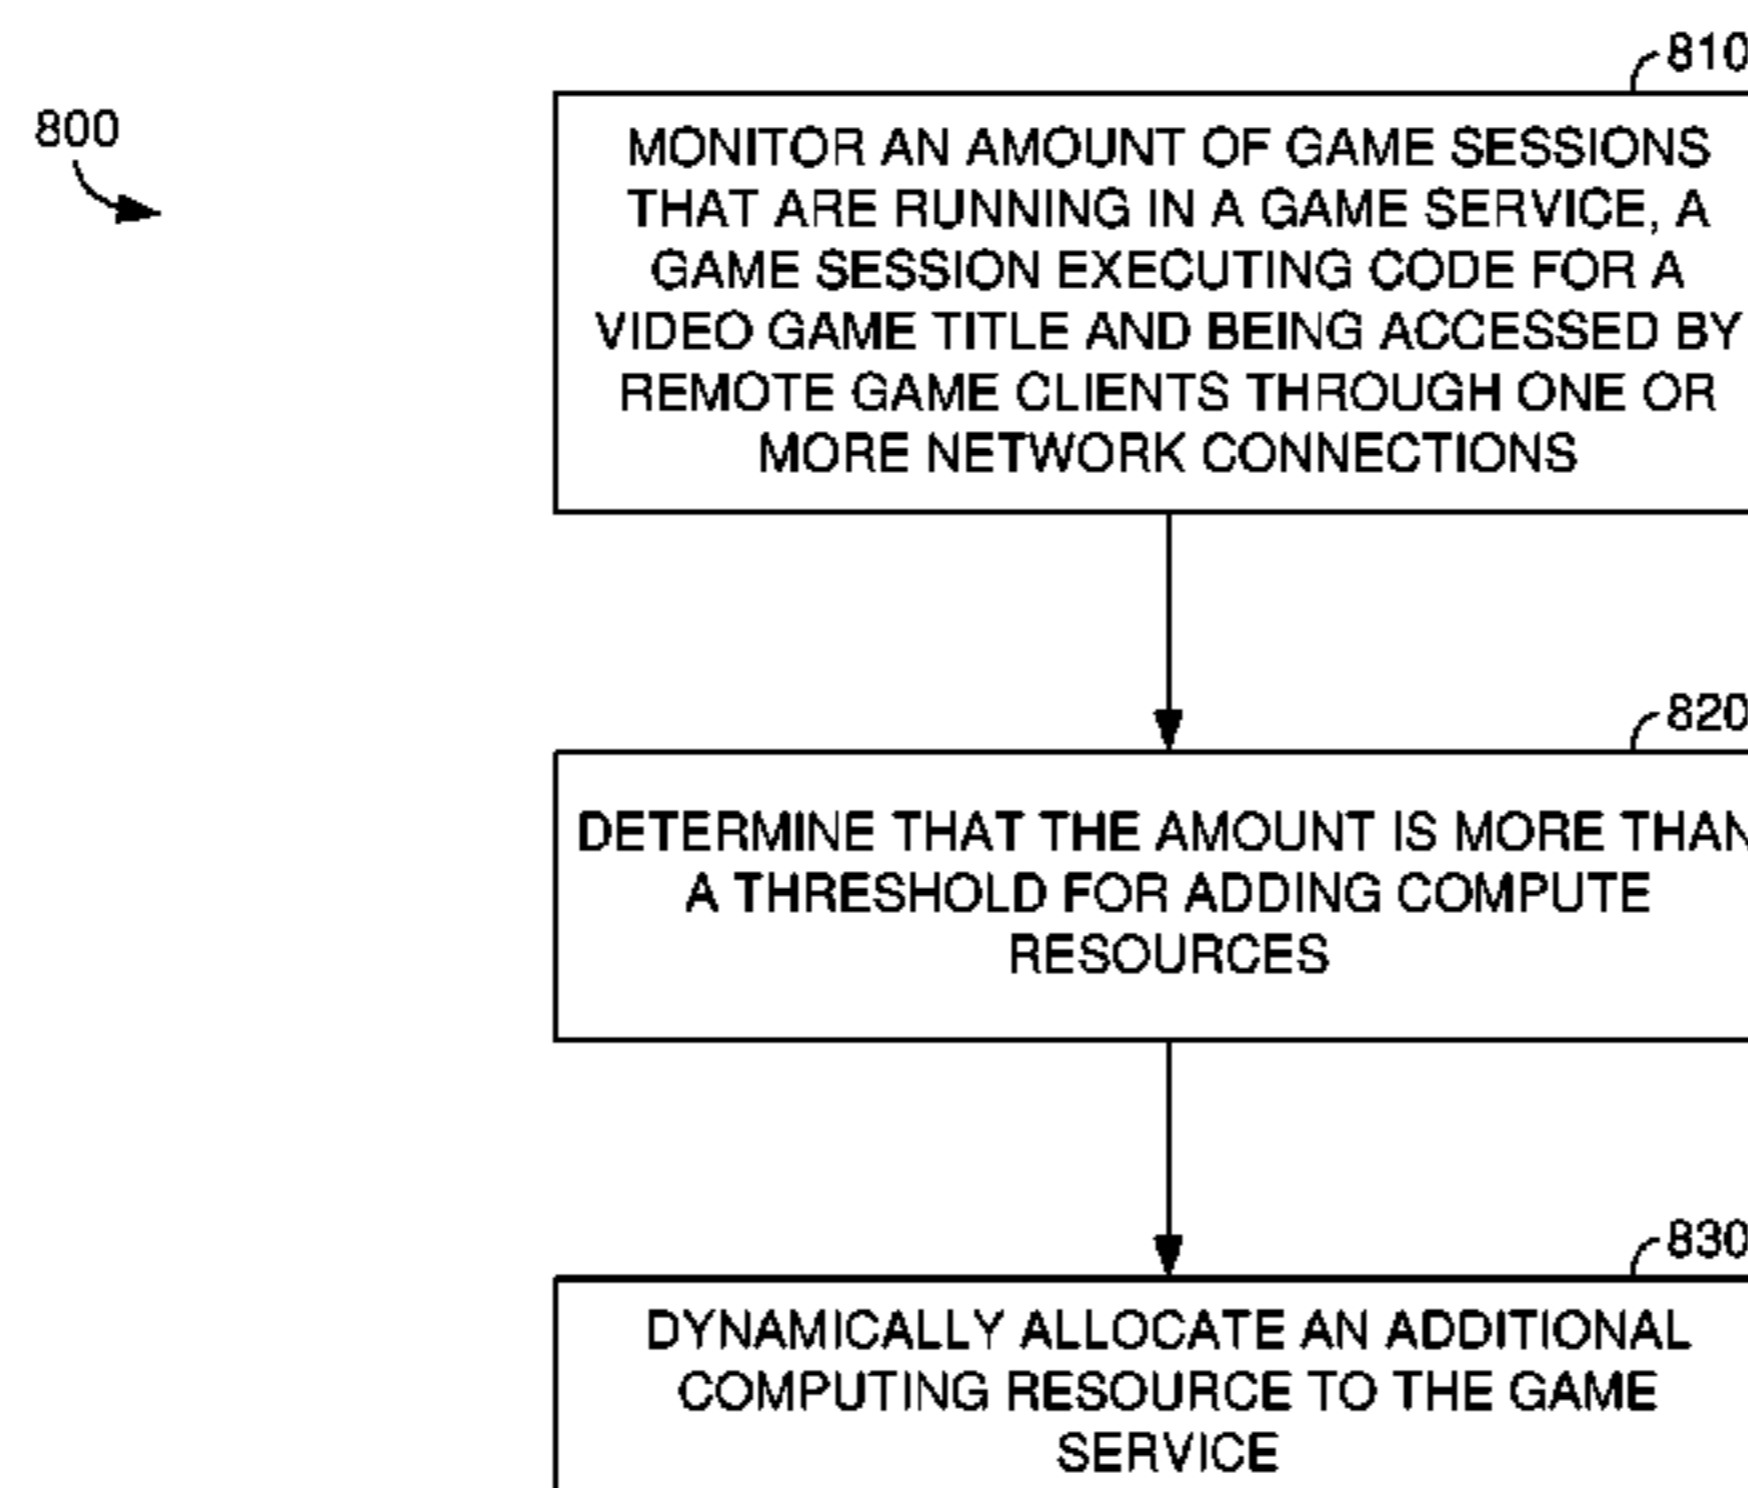 810
800
MONITOR AN AMOUNT OF GAME SESSIONS
THAT ARE RUNNING IN A GAME SERVICE, A
GAME SESSION EXECUTING CODE FOR A
VIDEO GAME TITLE AND BEING ACCESSED BY
REMOTE GAME CLIENTS THROUGH ONE OR
MORE NETWORK CONNECTIONS
820
DETERMINE THAT THE AMOUNT IS MORE THAN
A THRESHOLD FOR ADDING COMPUTE
RESOURCES
830
DYNAMICALLY ALLOCATE AN ADDITIONAL
COMPUTING RESOURCE TO THE GAME
SERVICE